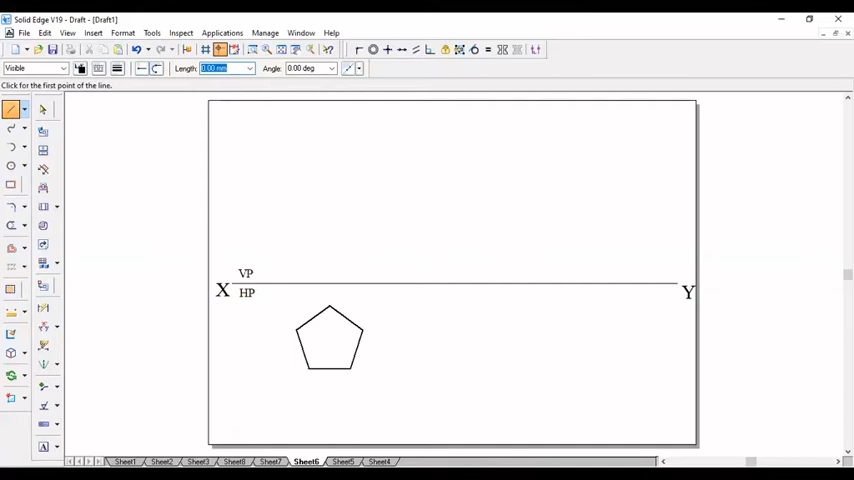 Solid Edge V19 - Draft - [Draft1]
File Edit View Insert Format Tools Inspect Applications Manage Window Help
Visible Length: 0.00 mm Angle: 0.00 deg
Click for the first point of the line.
VP
X Y
HP
A
Sheet1 Sheet2 Sheet3 Sheet8 Sheet7 Sheet6 Sheet5 Sheet4